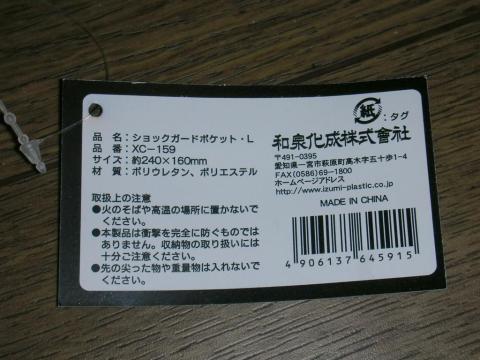 品 名：ショックガードポケット・L
品 番：XC-159
サイズ：約240×160mm
材 質：ポリウレタン、ポリエステル
取扱上の注意
●火のそばや高温の場所に置かないで
ください。
●本製品は衝撃を完全に防ぐものでは
ありません。収納物の取り扱いには
十分ご注意ください。
●先の尖った物や重量物は入れないで
ください。
紙
：タグ
和泉化成株式會社
〒491-0395
愛知県一宮市萩原町高木字五十歩1-4
FAX(0586)69-1800
ホームページアドレス
http://www.izumi-plastic.co.jp
MADE IN CHINA
4 906137 645915